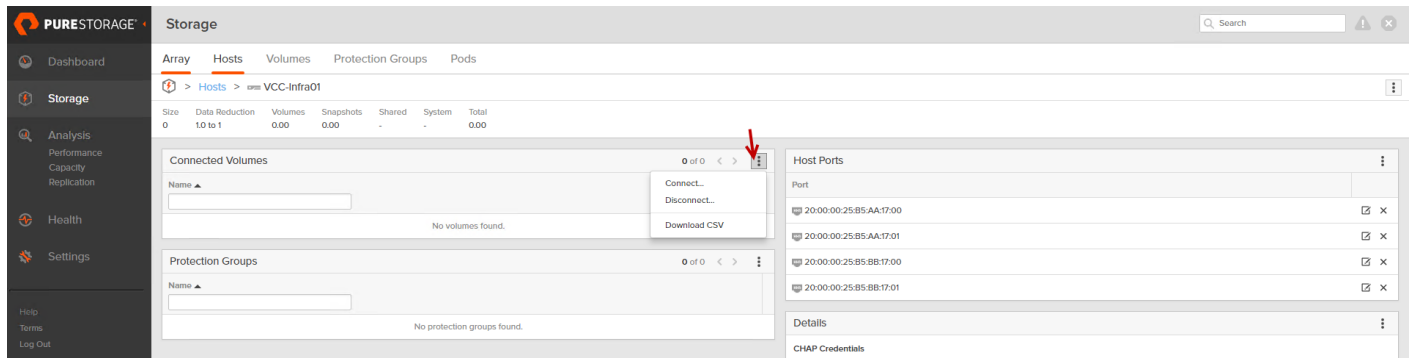 PURESTORAGE®
Storage
Search
Dashboard
Storage
Analysis
Performance
Capacity
Replication
Health
Settings
Help
Terms
Log Out
Array Hosts Volumes Protection Groups Pods
> Hosts > VCC-Infra01
Size Data Reduction Volumes Snapshots Shared System Total
0 1.0 to 1 0.00 0.00 - - 0.00
Connected Volumes 0 of 0 < >
Name
Connect...
Disconnect...
Download CSV
No volumes found.
Protection Groups 0 of 0 < >
Name
No protection groups found.
Host Ports
Port
20:00:00:25:B5:AA:17:00
20:00:00:25:B5:AA:17:01
20:00:00:25:B5:BB:17:00
20:00:00:25:B5:BB:17:01
Details
CHAP Credentials